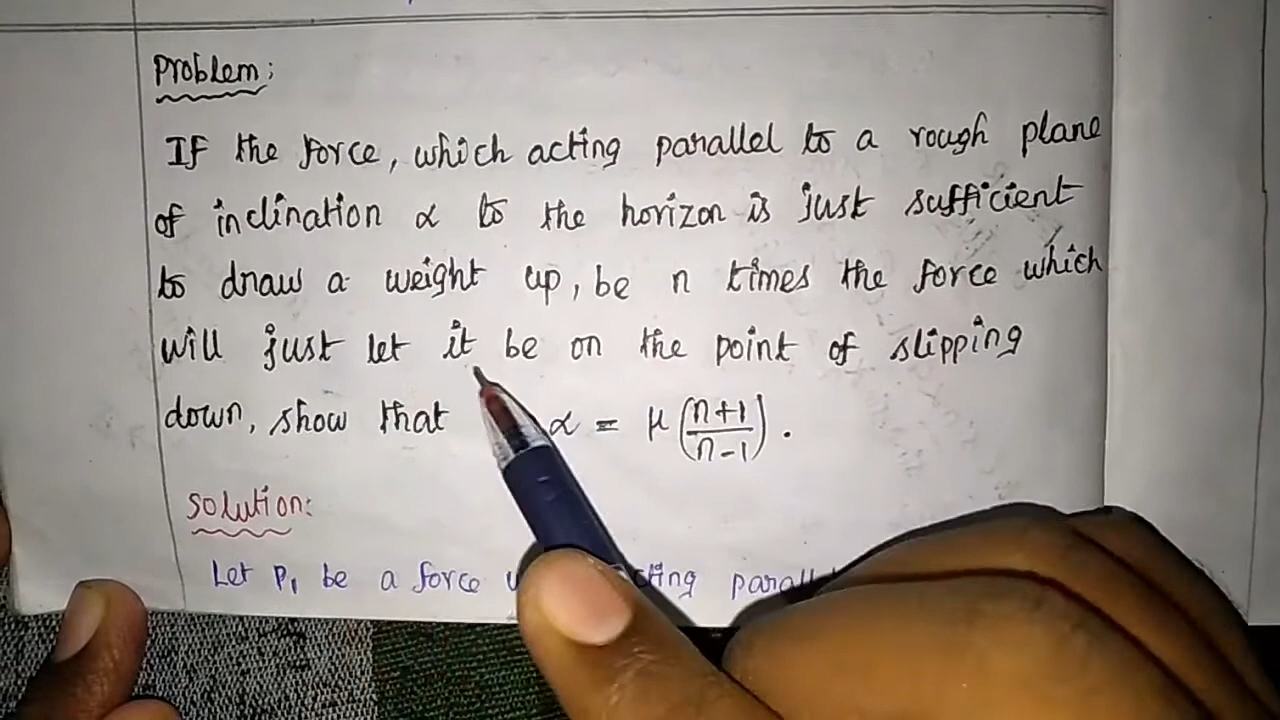 Problem:
If the force, which acting parallel to a rough plane
of inclination α to the horizon is just sufficient
to draw a weight up, be n times the force which
will just let it be on the point of slipping
down, show that α = μ (n+1/n-1).
Solution:
Let P₁ be a force acting